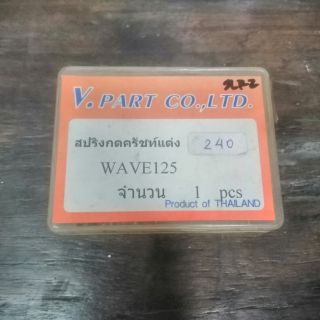 V. PART CO.,LTD.
สปริงกดครัชท์แต่ง 240
WAVE125
จำนวน 1 pcs
Product of THAILAND